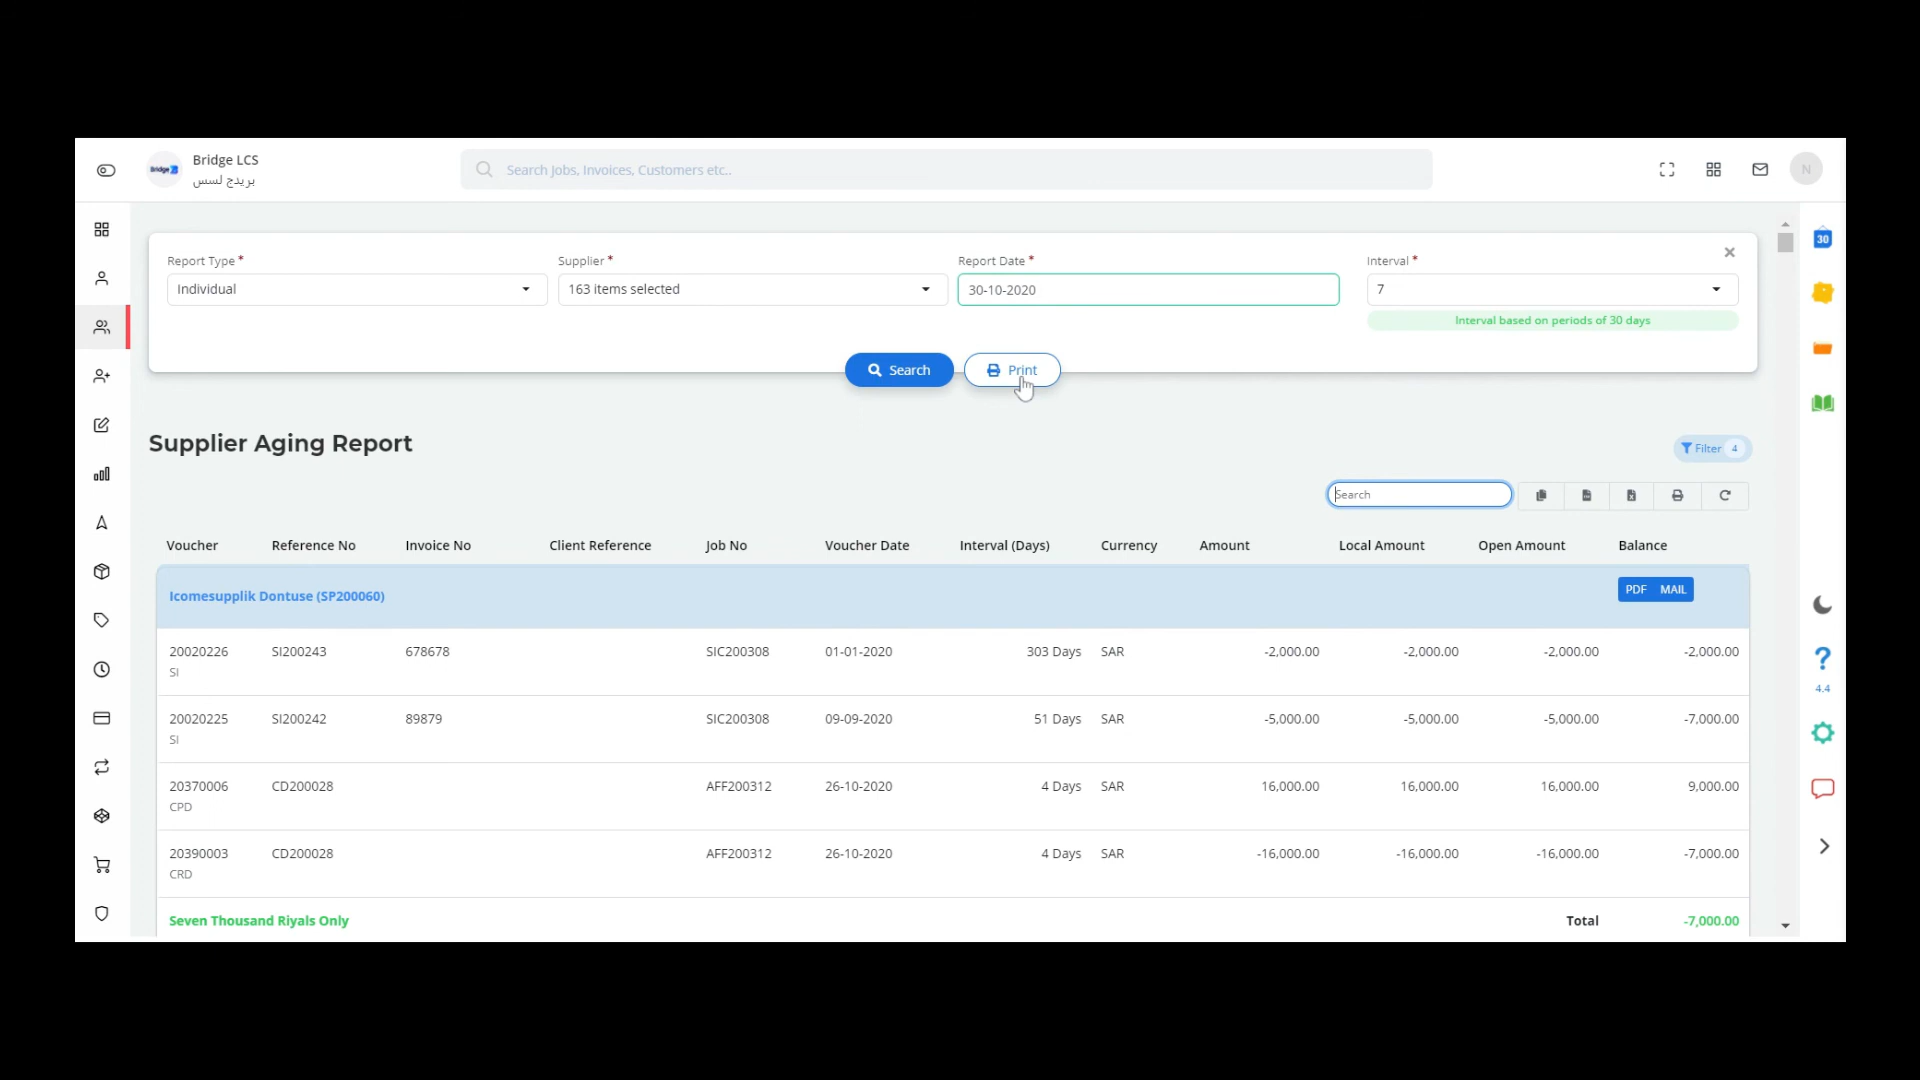 Bridge LCS
بريدج لسس
Bridge
Search Jobs, Invoices, Customers etc..
N
30
Report Type *
Supplier *
Report Date *
Interval *
Individual
163 items selected
30-10-2020
7
Interval based on periods of 30 days
Search
Print
Supplier Aging Report
Filter 4
Search
Voucher Reference No Invoice No Client Reference Job No Voucher Date Interval (Days) Currency Amount Local Amount Open Amount Balance
Icomesupplik Dontuse (SP200060)
PDF MAIL
20020226 SI200243 678678 SIC200308 01-01-2020 303 Days SAR -2,000.00 -2,000.00 -2,000.00 -2,000.00
SI
20020225 SI200242 89879 SIC200308 09-09-2020 51 Days SAR -5,000.00 -5,000.00 -5,000.00 -7,000.00
SI
20370006 CD200028 AFF200312 26-10-2020 4 Days SAR 16,000.00 16,000.00 16,000.00 9,000.00
CPD
20390003 CD200028 AFF200312 26-10-2020 4 Days SAR -16,000.00 -16,000.00 -16,000.00 -7,000.00
CRD
Seven Thousand Riyals Only Total -7,000.00
?
4.4